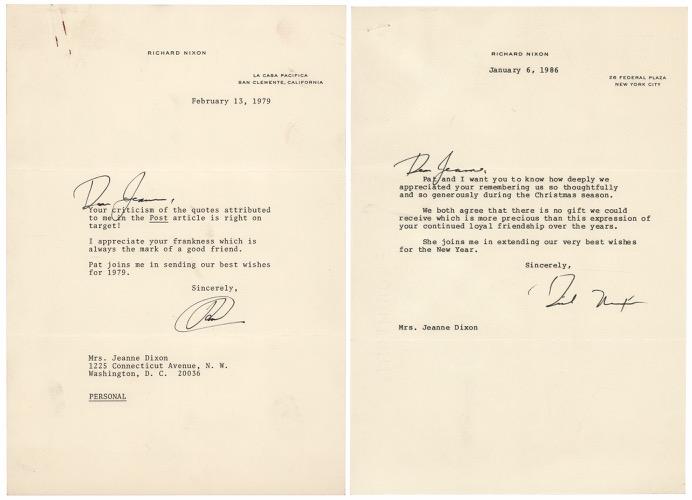 RICHARD NIXON
LA CASA PACIFICA
SAN CLEMENTE, CALIFORNIA
February 13, 1979
Dear Jeanne,
Your criticism of the quotes attributed
to me in the Post article is right on
target!
I appreciate your frankness which is
always the mark of a good friend.
Pat joins me in sending our best wishes
for 1979.
Sincerely,
Mrs. Jeanne Dixon
1225 Connecticut Avenue, N. W.
Washington, D. C. 20036
PERSONAL
RICHARD NIXON
January 6, 1986
26 FEDERAL PLAZA
NEW YORK CITY
Dear Jeanne,
Pat and I want you to know how deeply we
appreciated your remembering us so thoughtfully
and so generously during the Christmas season.
We both agree that there is no gift we could
receive which is more precious than this expression of
your continued loyal friendship over the years.
She joins me in extending our very best wishes
for the New Year.
Sincerely,
Mrs. Jeanne Dixon